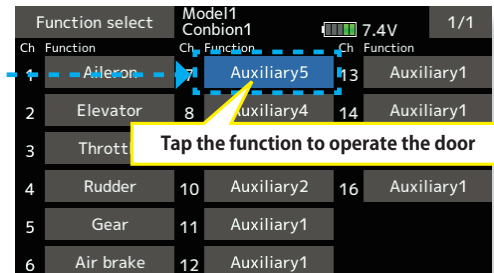 Function select
Model1
Conbion1
7.4V
1/1
Ch Function Ch Function Ch Function
1 Aileron 7 Auxiliary5 13 Auxiliary1
2 Elevator 8 Auxiliary4 14 Auxiliary1
3 Thrott
Tap the function to operate the door
4 Rudder 10 Auxiliary2 16 Auxiliary1
5 Gear 11 Auxiliary1
6 Air brake 12 Auxiliary1